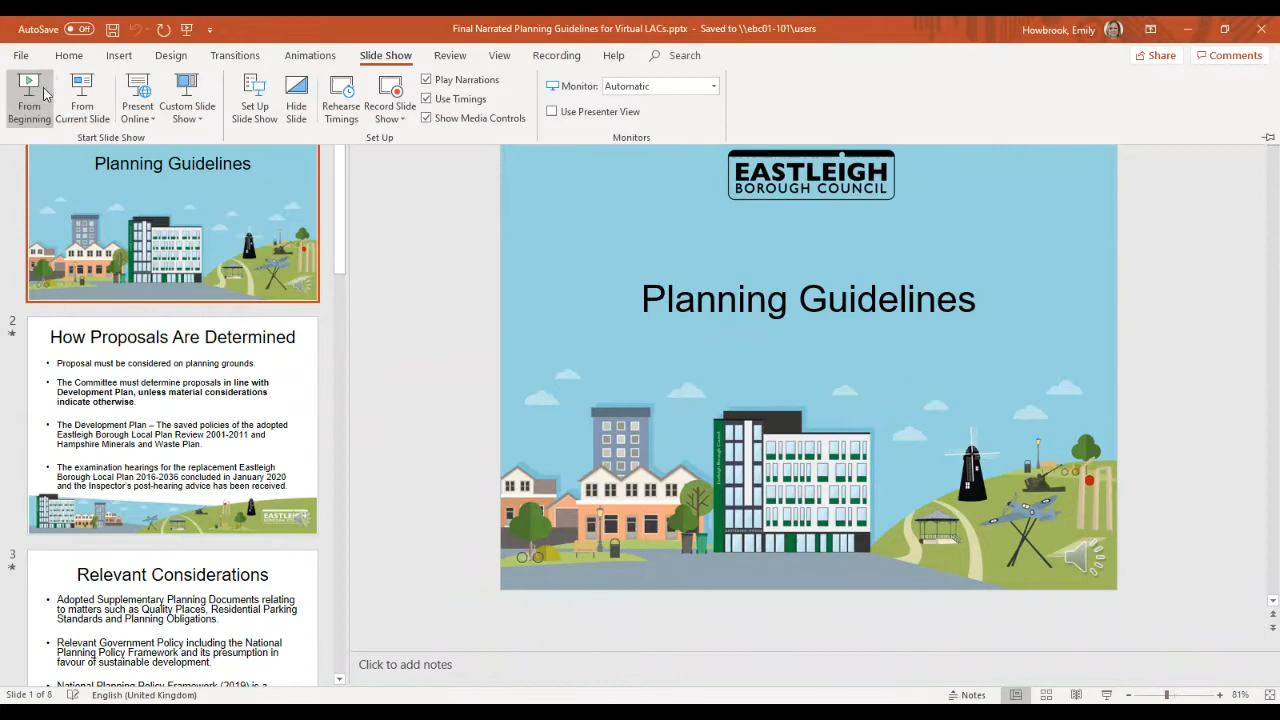 AutoSave Off
Final Narrated Planning Guidelines for Virtual LACs.pptx - Saved to \\ebc01-101\users
Howbrook, Emily
File Home Insert Design Transitions Animations Slide Show Review View Recording Help Search
Share Comments
From Beginning
From Current Slide
Present Online
Custom Slide Show
Start Slide Show
Set Up Slide Show
Hide Slide
Rehearse Timings
Record Slide Show
Play Narrations
Use Timings
Show Media Controls
Set Up
Monitor: Automatic
Use Presenter View
Monitors
Planning Guidelines
2
How Proposals Are Determined
• Proposal must be considered on planning grounds.
• The Committee must determine proposals in line with
Development Plan, unless material considerations
indicate otherwise.
• The Development Plan – The saved policies of the adopted
Eastleigh Borough Local Plan Review 2001-2011 and
Hampshire Minerals and Waste Plan.
• The examination hearings for the replacement Eastleigh
Borough Local Plan 2016-2036 concluded in January 2020
and the Inspector's post-hearing advice has been received.
EASTLEIGH
3
Relevant Considerations
• Adopted Supplementary Planning Documents relating
to matters such as Quality Places, Residential Parking
Standards and Planning Obligations.
• Relevant Government Policy including the National
Planning Policy Framework and its presumption in
favour of sustainable development.
• National Planning Policy Framework (2019) is a
EASTLEIGH
BOROUGH COUNCIL
Planning Guidelines
Click to add notes
Slide 1 of 8 English (United Kingdom)
Notes
81%